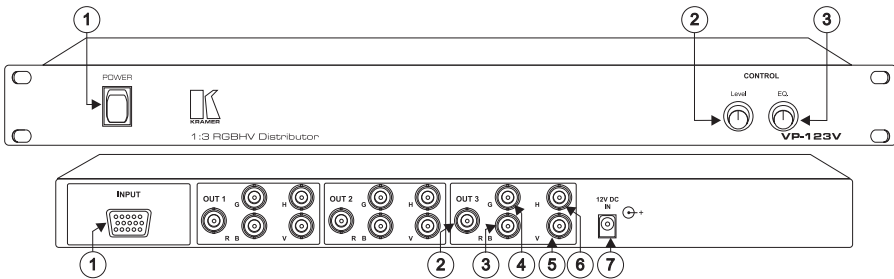 1
2
3
POWER
CONTROL
Level
EQ.
K
KRAMER
1:3 RGBHV Distributor
VP-123V
INPUT
OUT 1
G
H
R
B
V
OUT 2
G
H
R
B
V
OUT 3
G
H
R
B
V
12V DC
IN
+
1
2
3
4
5
6
7